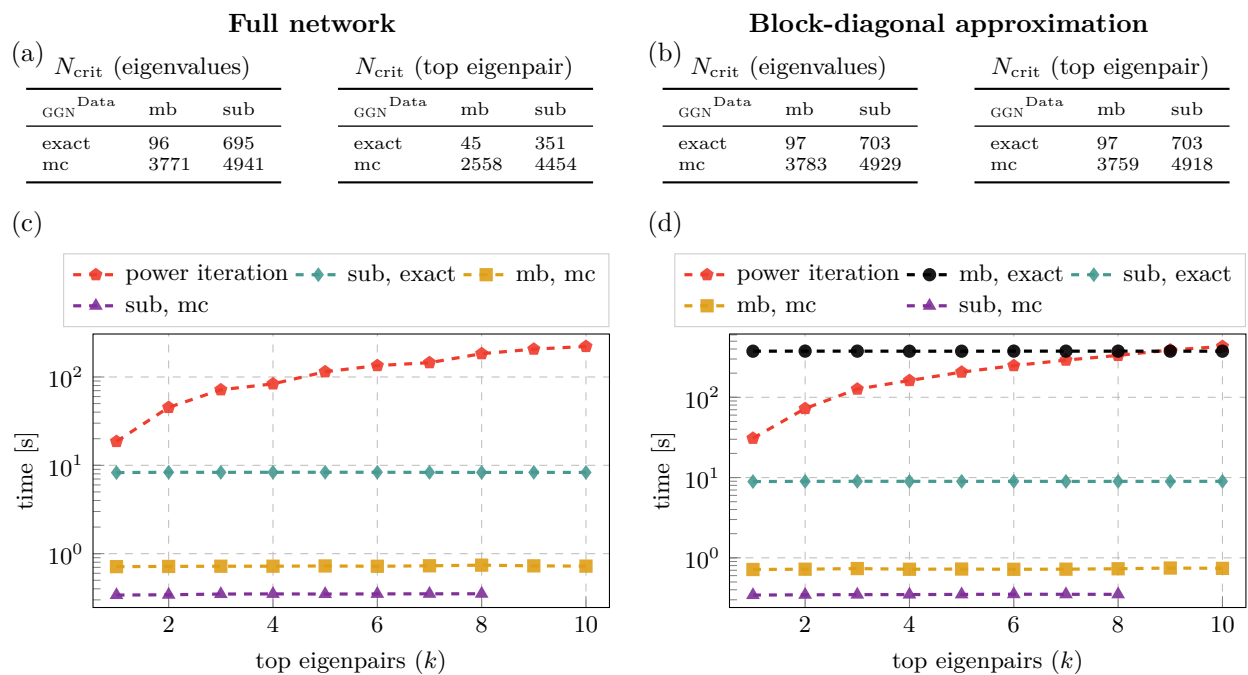 Full network
Block-diagonal approximation
(a)
N_crit (eigenvalues)
N_crit (top eigenpair)
GGN Data mb sub
exact 96 695
mc 3771 4941
GGN Data mb sub
exact 45 351
mc 2558 4454
(b)
N_crit (eigenvalues)
N_crit (top eigenpair)
GGN Data mb sub
exact 97 703
mc 3783 4929
GGN Data mb sub
exact 97 703
mc 3759 4918
(c)
power iteration sub, exact mb, mc
sub, mc
10^2
10^1
10^0
time [s]
2 4 6 8 10
top eigenpairs (k)
(d)
power iteration mb, exact sub, exact
mb, mc sub, mc
10^2
10^1
10^0
time [s]
2 4 6 8 10
top eigenpairs (k)